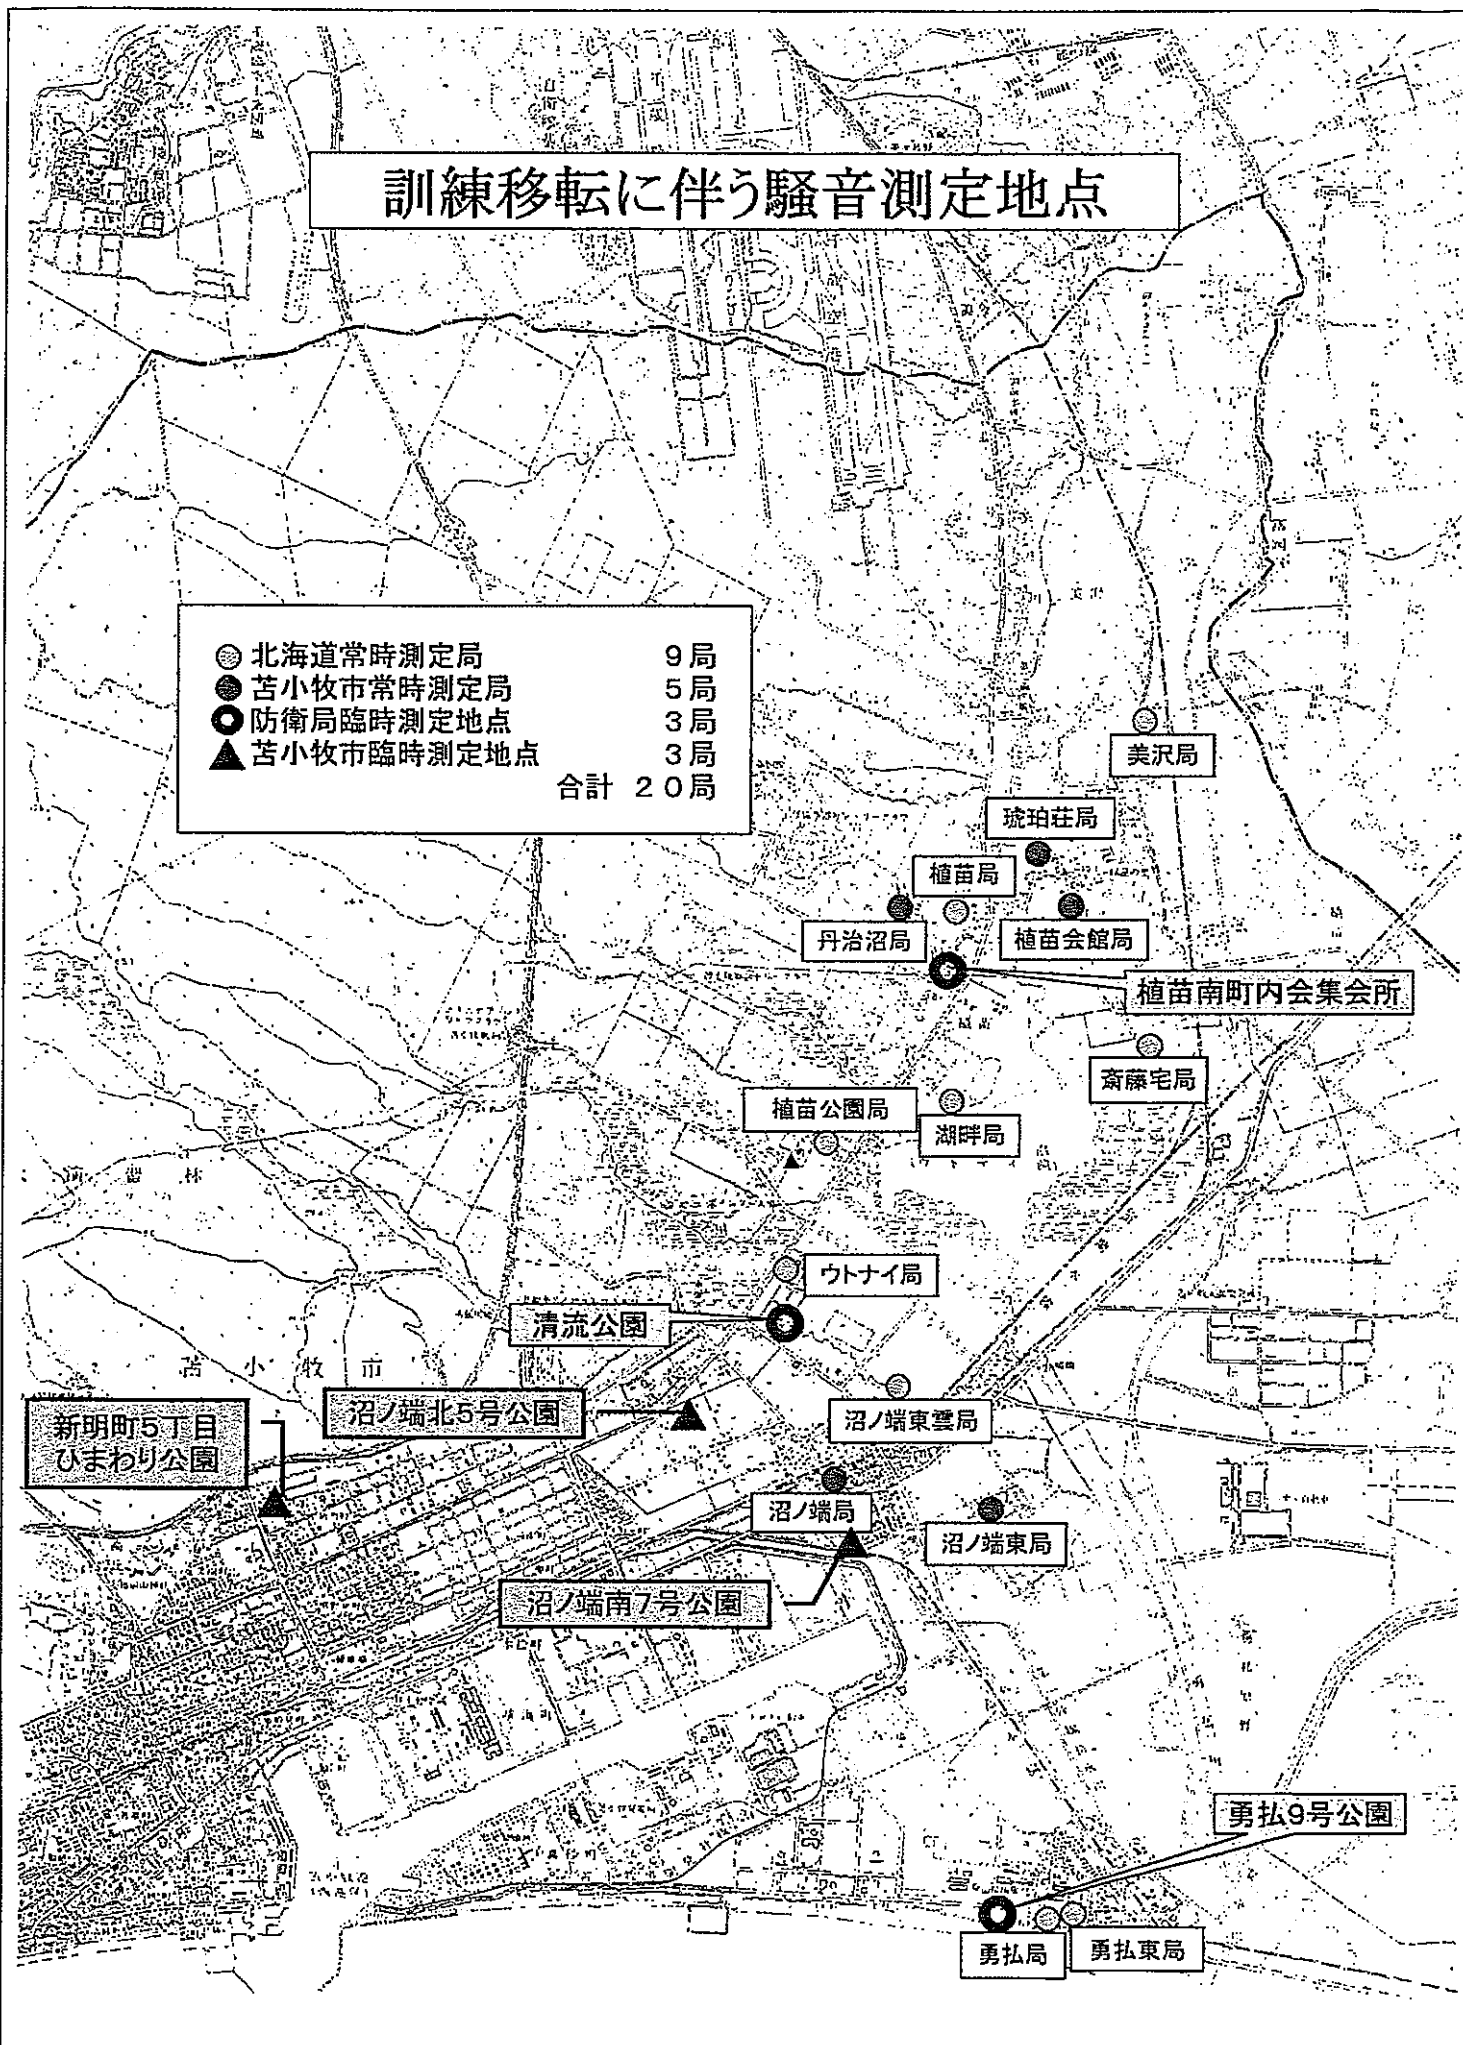 訓練移転に伴う騒音測定地点
北海道常時測定局 9局
苫小牧市常時測定局 5局
防衛局臨時測定地点 3局
苫小牧市臨時測定地点 3局
合計 20局
美沢局
琥珀荘局
植苗局
丹治沼局
植苗会館局
植苗南町内会集会所
斎藤宅局
植苗公園局
湖畔局
ウトナイ局
清流公園
苫小牧市
沼ノ端北5号公園
沼ノ端東雲局
新明町5丁目
ひまわり公園
沼ノ端局
沼ノ端東局
沼ノ端南7号公園
勇払9号公園
勇払局
勇払東局